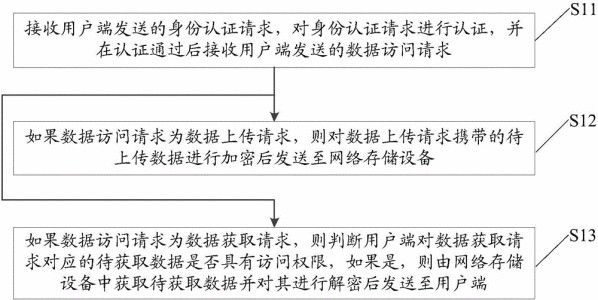 接收用户端发送的身份认证请求，对身份认证请求进行认证，并
在认证通过后接收用户端发送的数据访问请求
S11
如果数据访问请求为数据上传请求，则对数据上传请求携带的待
上传数据进行加密后发送至网络存储设备
S12
如果数据访问请求为数据获取请求，则判断用户端对数据获取请
求对应的待获取数据是否具有访问权限，如果是，则由网络存储
设备中获取待获取数据并对其进行解密后发送至用户端
S13